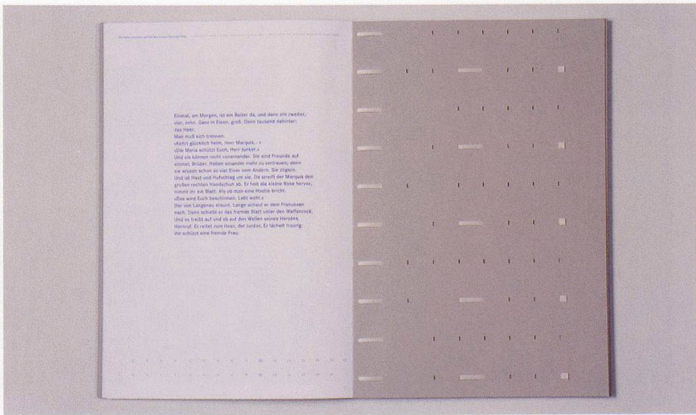 Einmal, am Morgen, ist ein Reiter da, und dann ein zweiter,
vier, zehn. Ganz in Eisen, groß. Dann tausend dahinter:
das Heer.
Man muß sich trennen.
»Kehrt glücklich heim, Herr Marquis. – «
»Die Maria schützt Euch, Herr Junker.«
Und sie können nicht voneinander. Sie sind Freunde auf
einmal, Brüder. Haben einander mehr zu vertrauen; denn
sie wissen schon so viel Einer vom Andern. Sie zögern.
Und ist Hast und Hufschlag um sie. Da streift der Marquis den
großen rechten Handschuh ab. Er holt die kleine Rose hervor,
nimmt ihr ein Blatt. Als ob man eine Hostie bricht.
»Das wird Euch beschirmen. Lebt wohl.«
Der von Langenau staunt. Lange schaut er dem Franzosen
nach. Dann schiebt er das fremde Blatt unter den Waffenrock.
Und es treibt auf und ab auf den Wellen seines Herzens.
Hornruf. Er reitet zum Heer, der Junker. Er lächelt traurig:
ihn schützt eine fremde Frau.